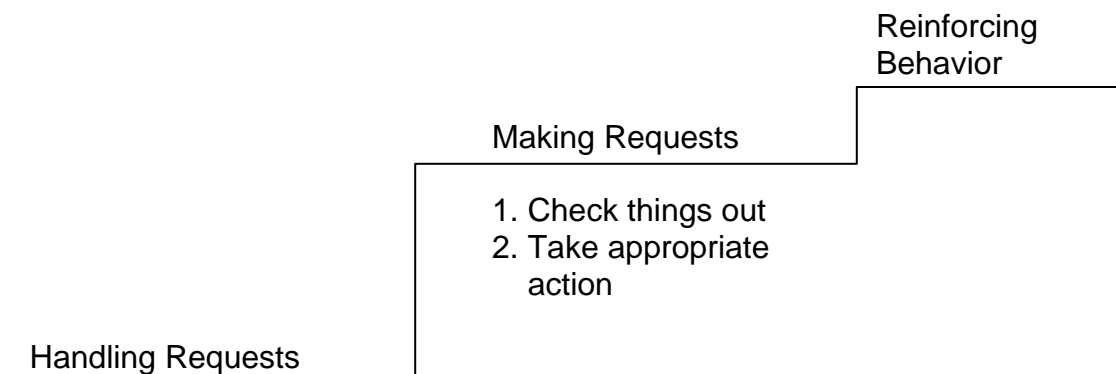 Reinforcing
Behavior
Making Requests
1. Check things out
2. Take appropriate
action
Handling Requests